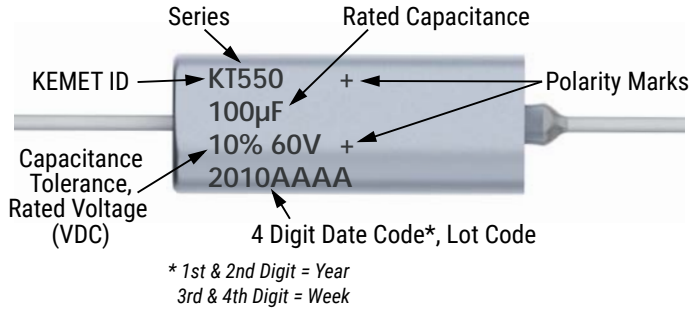 Series
Rated Capacitance
KEMET ID
KT550 +
Polarity Marks
100µF
10% 60V +
2010AAAA
Capacitance
Tolerance,
Rated Voltage
(VDC)
4 Digit Date Code*, Lot Code
* 1st & 2nd Digit = Year
3rd & 4th Digit = Week